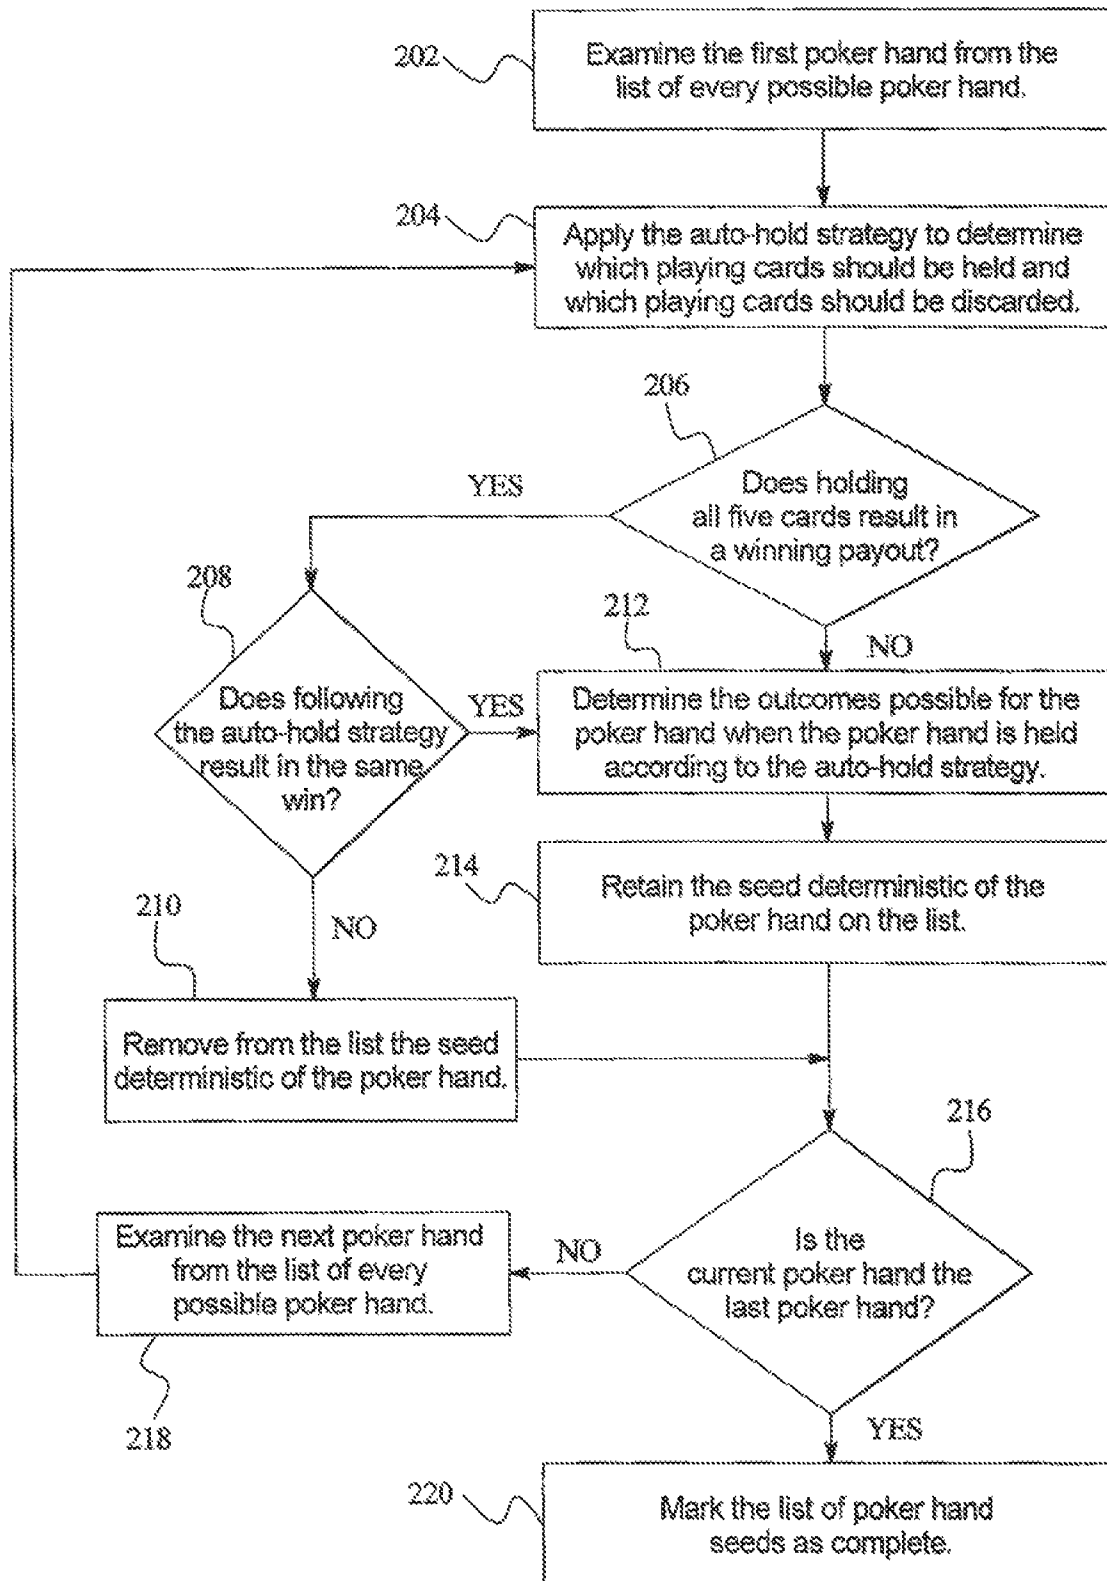 202
Examine the first poker hand from the
list of every possible poker hand.
204
Apply the auto-hold strategy to determine
which playing cards should be held and
which playing cards should be discarded.
206
Does holding
all five cards result in
a winning payout?
YES
NO
208
Does following
the auto-hold strategy
result in the same
win?
YES
NO
212
Determine the outcomes possible for the
poker hand when the poker hand is held
according to the auto-hold strategy.
214
Retain the seed deterministic of the
poker hand on the list.
210
Remove from the list the seed
deterministic of the poker hand.
216
Is the
current poker hand the
last poker hand?
NO
YES
Examine the next poker hand
from the list of every
possible poker hand.
218
220
Mark the list of poker hand
seeds as complete.